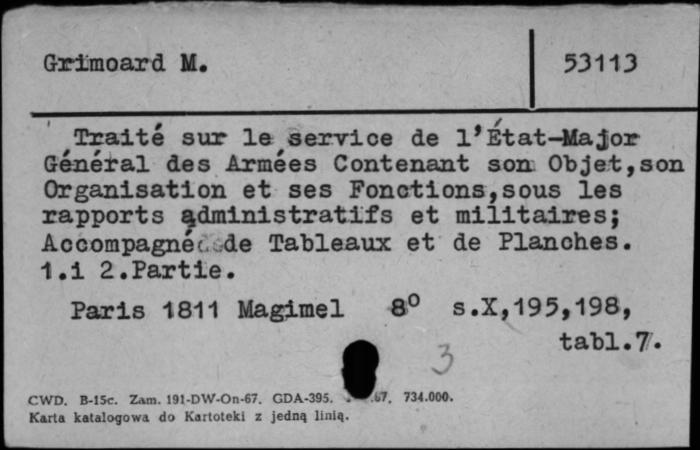 Grimoard M.
53113
Traité sur le service de l'État-Major
Général des Armées Contenant son Objet,son
Organisation et ses Fonctions,sous les
rapports administratifs et militaires;
Accompagné de Tableaux et de Planches.
1.i 2.Partie.
Paris 1811 Magimel 8° s.X,195,198,
tabl.7.
3
CWD. B-15c. Zam. 191-DW-On-67. GDA-395. .67. 734.000.
Karta katalogowa do Kartoteki z jedną linią.